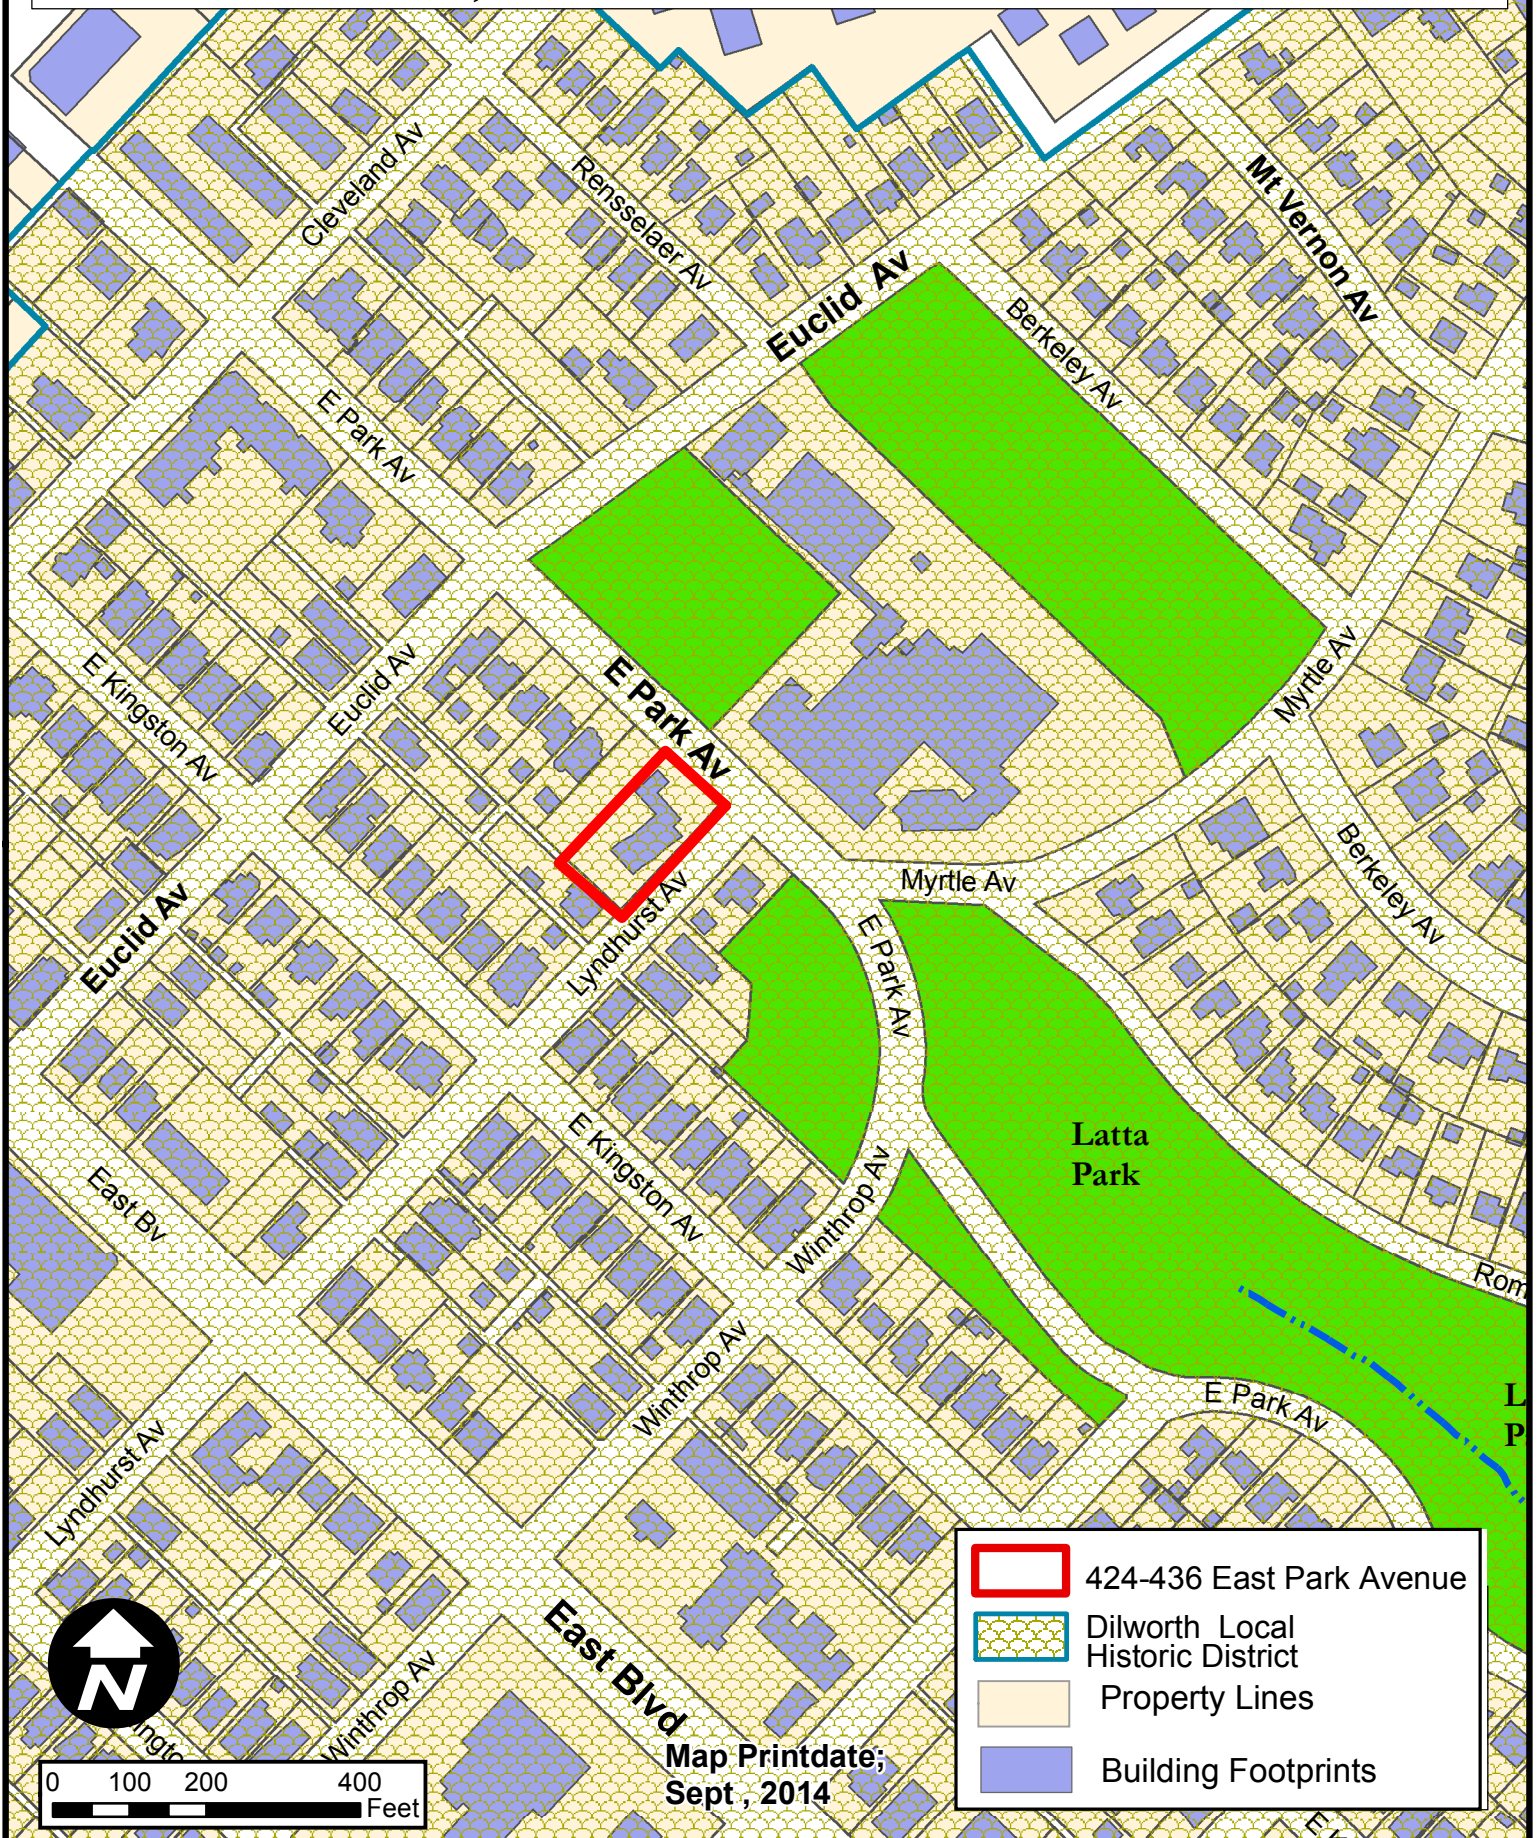 Cleveland Av
Rensselaer Av
Mt Vernon Av
Euclid Av
Berkeley Av
E Park Av
E Kingston Av
Euclid Av
E Park Av
Myrtle Av
Berkeley Av
Myrtle Av
Euclid Av
Lyndhurst Av
E Park Av
Latta
Park
E Kingston Av
Winthrop Av
East Bv
Rom
Winthrop Av
E Park Av
L
P
Lyndhurst Av
East Blvd
Winthrop Av
ington
N
0 100 200 400
Feet
Map Printdate;
Sept , 2014
424-436 East Park Avenue
Dilworth Local
Historic District
Property Lines
Building Footprints
E K